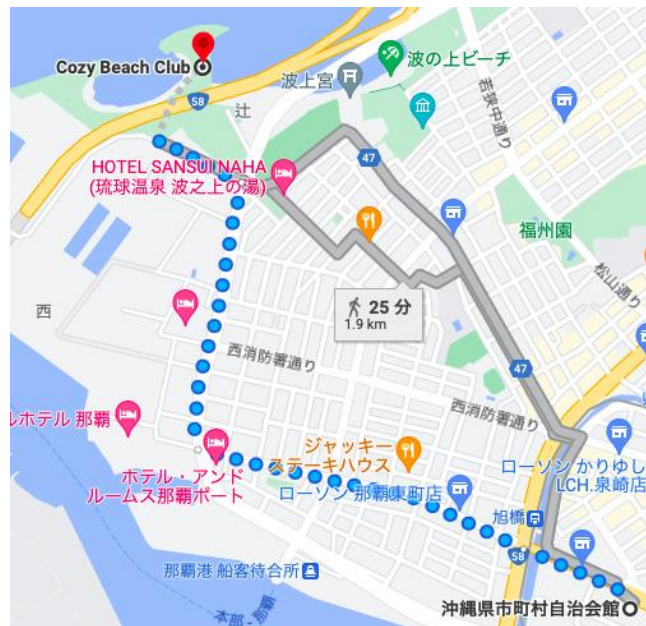 Cozy Beach Club
58
辻
波上宮
波の上ビーチ
若狭中通り
47
HOTEL SANSUI NAHA
(琉球温泉 波之上の湯)
福州園
松山通り
25 分
1.9 km
西
西消防署通り
西消防署通り
47
ルホテル 那覇
ホテル・アンド
ルームス那覇ポート
ジャッキー
ステーキハウス
ローソン 那覇東町店
ローソン かりゆし
LCH.泉崎店
旭橋
58
那覇港 船客待合所
本部・那覇
沖縄県市町村自治会館